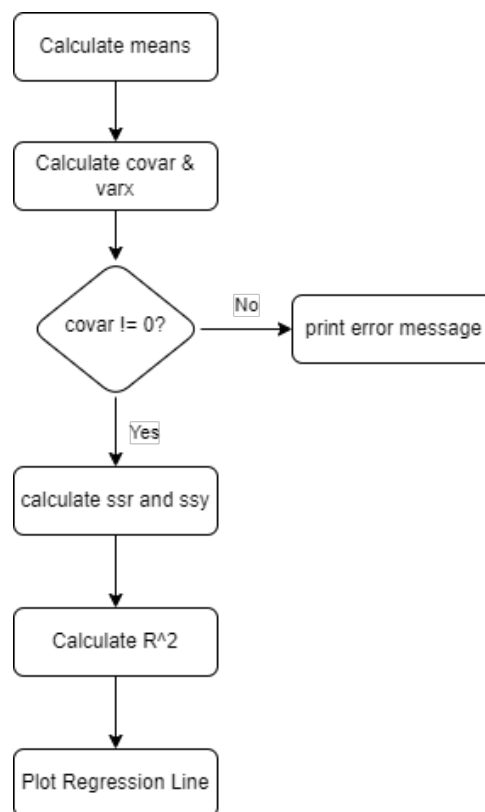 Calculate means
Calculate covar &
varx
covar != 0?
No
print error message
Yes
calculate ssr and ssy
Calculate R^2
Plot Regression Line